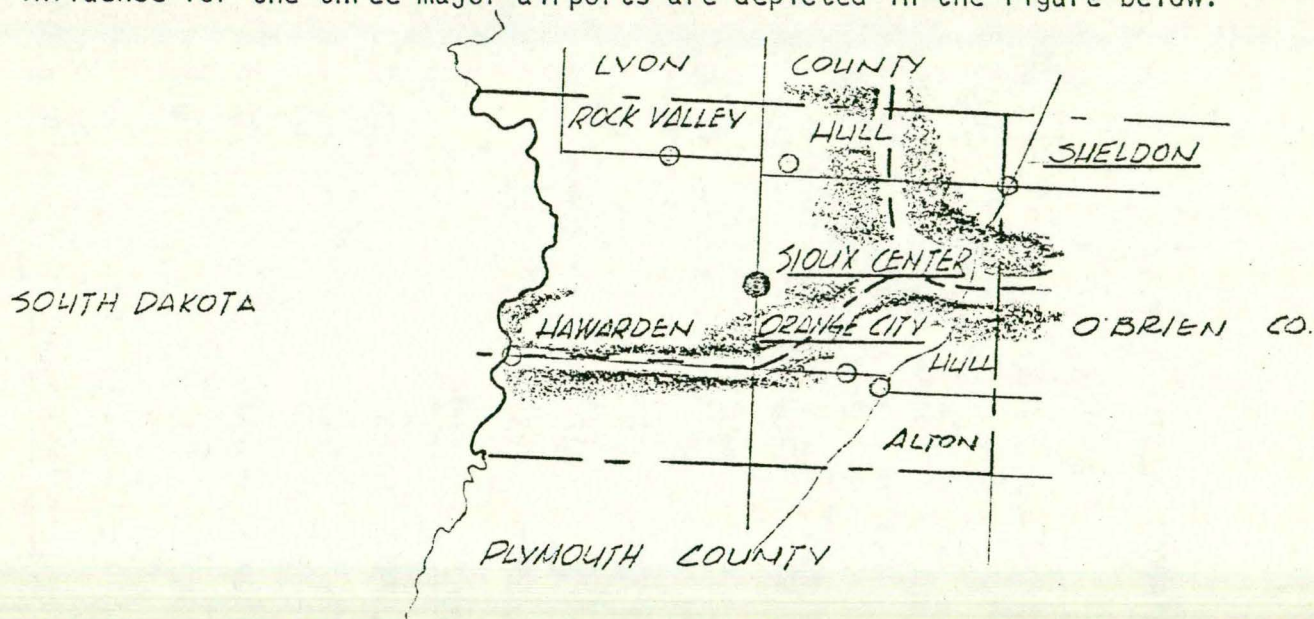 influence for the three major airports are depicted in the figure below.
LYON COUNTY
ROCK VALLEY
HULL
SHELDON
SIOUX CENTER
SOUTH DAKOTA
HAWARDEN
ORANGE CITY
O'BRIEN CO.
HULL
ALTON
PLYMOUTH COUNTY